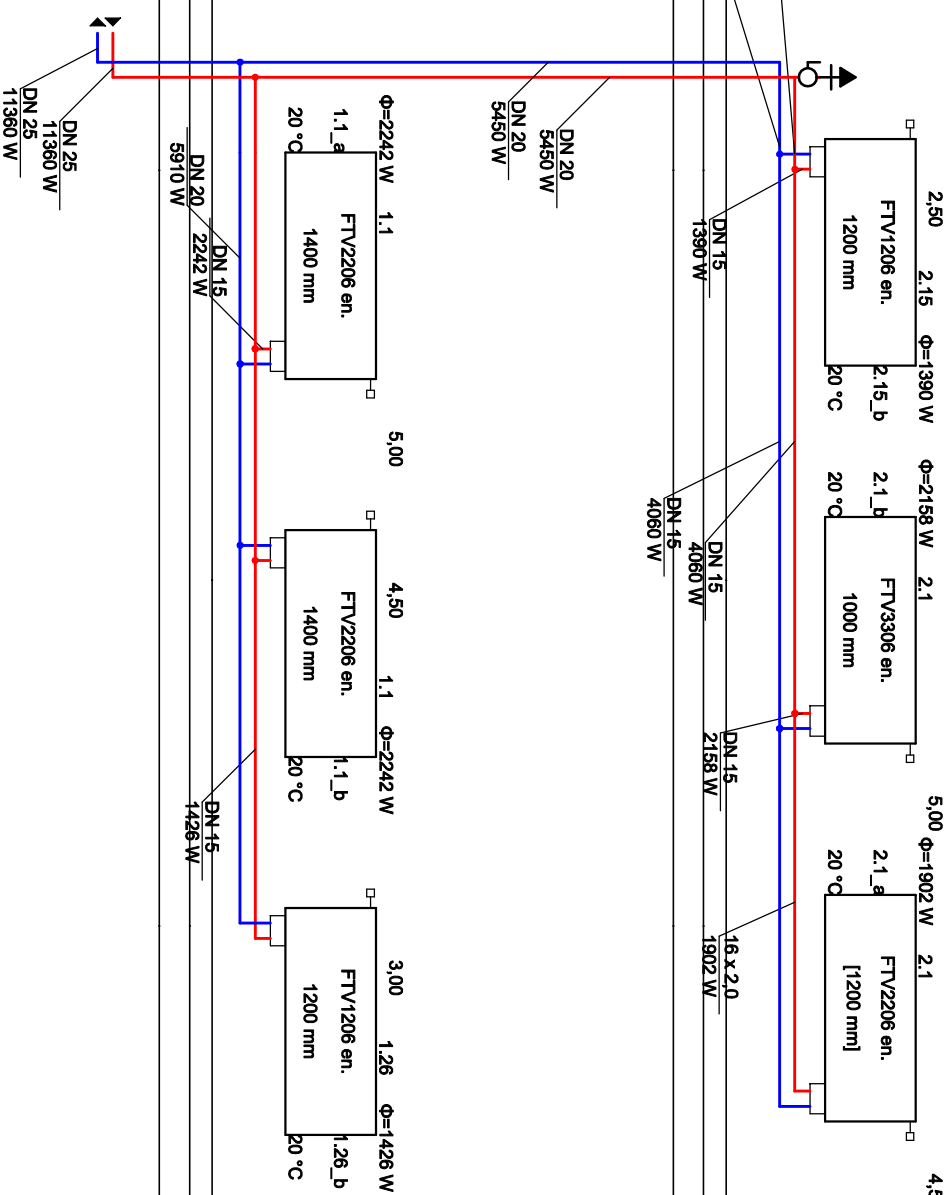 2,50
2.15
Φ=1390 W
FTV1206 en.
1200 mm
2.15_b
20 °C
Φ=2158 W
2.1
2.1_b
20 °C
FTV3306 en.
1000 mm
5,00
Φ=1902 W
2.1
2.1_a
20 °C
FTV2206 en.
[1200 mm]
DN 15
1390 W
DN 15
4060 W
DN 15
4060 W
DN 15
2158 W
16 x 2,0
1902 W
DN 20
5450 W
DN 20
5450 W
Φ=2242 W
1.1
1.1_a
20 °C
FTV2206 en.
1400 mm
5,00
4,50
1.1
Φ=2242 W
FTV2206 en.
1400 mm
1.1_b
20 °C
3,00
1.26
Φ=1426 W
FTV1206 en.
1200 mm
1.26_b
20 °C
DN 20
5910 W
DN 15
2242 W
DN 15
1426 W
DN 25
11360 W
DN 25
11360 W